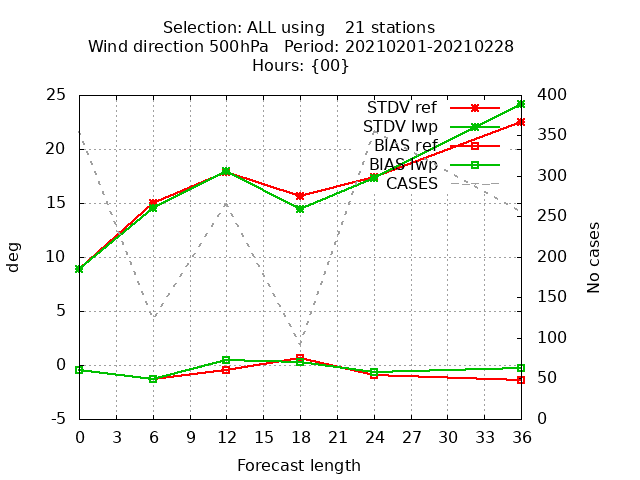 Selection: ALL using    21 stations
Wind direction 500hPa   Period: 20210201-20210228
Hours: {00}
25 400
STDV ref
STDV lwp
350
20 BIAS ref
BIAS lwp
300
CASES
15
250
10 200
deg
No cases
150
5
100
0
50
-5 0
0 3 6 9 12 15 18 21 24 27 30 33 36
Forecast length